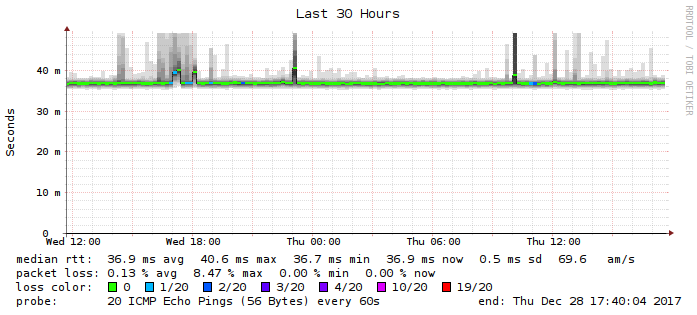 Last 30 Hours
RRDTOOL / TOBI OETIKER
Seconds
40 m
30 m
20 m
10 m
0
Wed 12:00 Wed 18:00 Thu 00:00 Thu 06:00 Thu 12:00
median rtt: 36.9 ms avg 40.6 ms max 36.7 ms min 36.9 ms now 0.5 ms sd 69.6 am/s
packet loss: 0.13 % avg 8.47 % max 0.00 % min 0.00 % now
loss color: 0 1/20 2/20 3/20 4/20 10/20 19/20
probe: 20 ICMP Echo Pings (56 Bytes) every 60s end: Thu Dec 28 17:40:04 2017